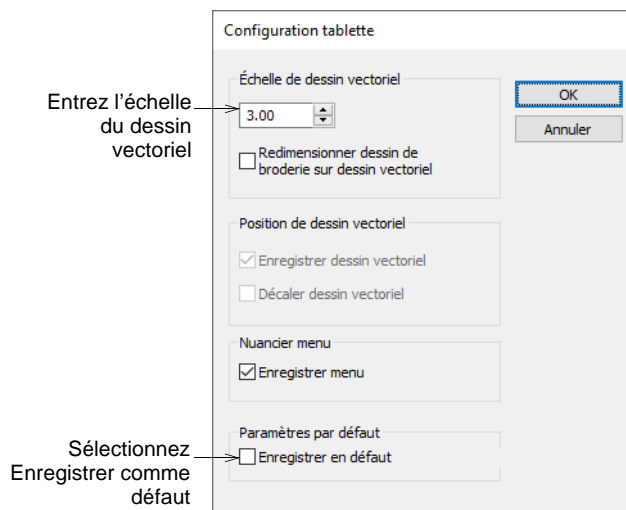 Configuration tablette
Échelle de dessin vectoriel
Entrez l'échelle
du dessin
vectoriel
3.00
OK
Annuler
Redimensionner dessin de
broderie sur dessin vectoriel
Position de dessin vectoriel
Enregistrer dessin vectoriel
Décaler dessin vectoriel
Nuancier menu
Enregistrer menu
Paramètres par défaut
Sélectionnez
Enregistrer comme
défaut
Enregistrer en défaut